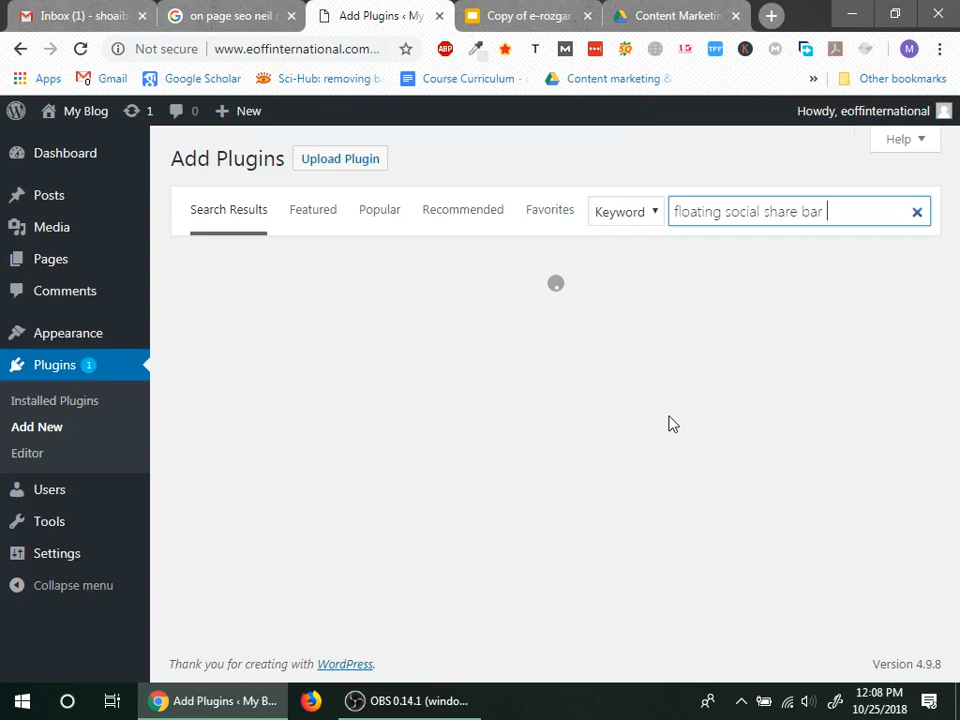 Inbox (1) - shoaib
on page seo neil p
Add Plugins ‹ My
Copy of e-rozgar
Content Marketin
Not secure
www.eoffinternational.com...
ABP
Apps
Gmail
Google Scholar
Sci-Hub: removing ba
Course Curriculum -
Content marketing &
»
Other bookmarks
My Blog
1
0
New
Howdy, eoffinternational
Dashboard
Posts
Media
Pages
Comments
Appearance
Plugins 1
Installed Plugins
Add New
Editor
Users
Tools
Settings
Collapse menu
Help
Add Plugins
Upload Plugin
Search Results
Featured
Popular
Recommended
Favorites
Keyword
floating social share bar
Thank you for creating with WordPress.
Version 4.9.8
Add Plugins ‹ My B...
OBS 0.14.1 (windo...
12:08 PM
10/25/2018